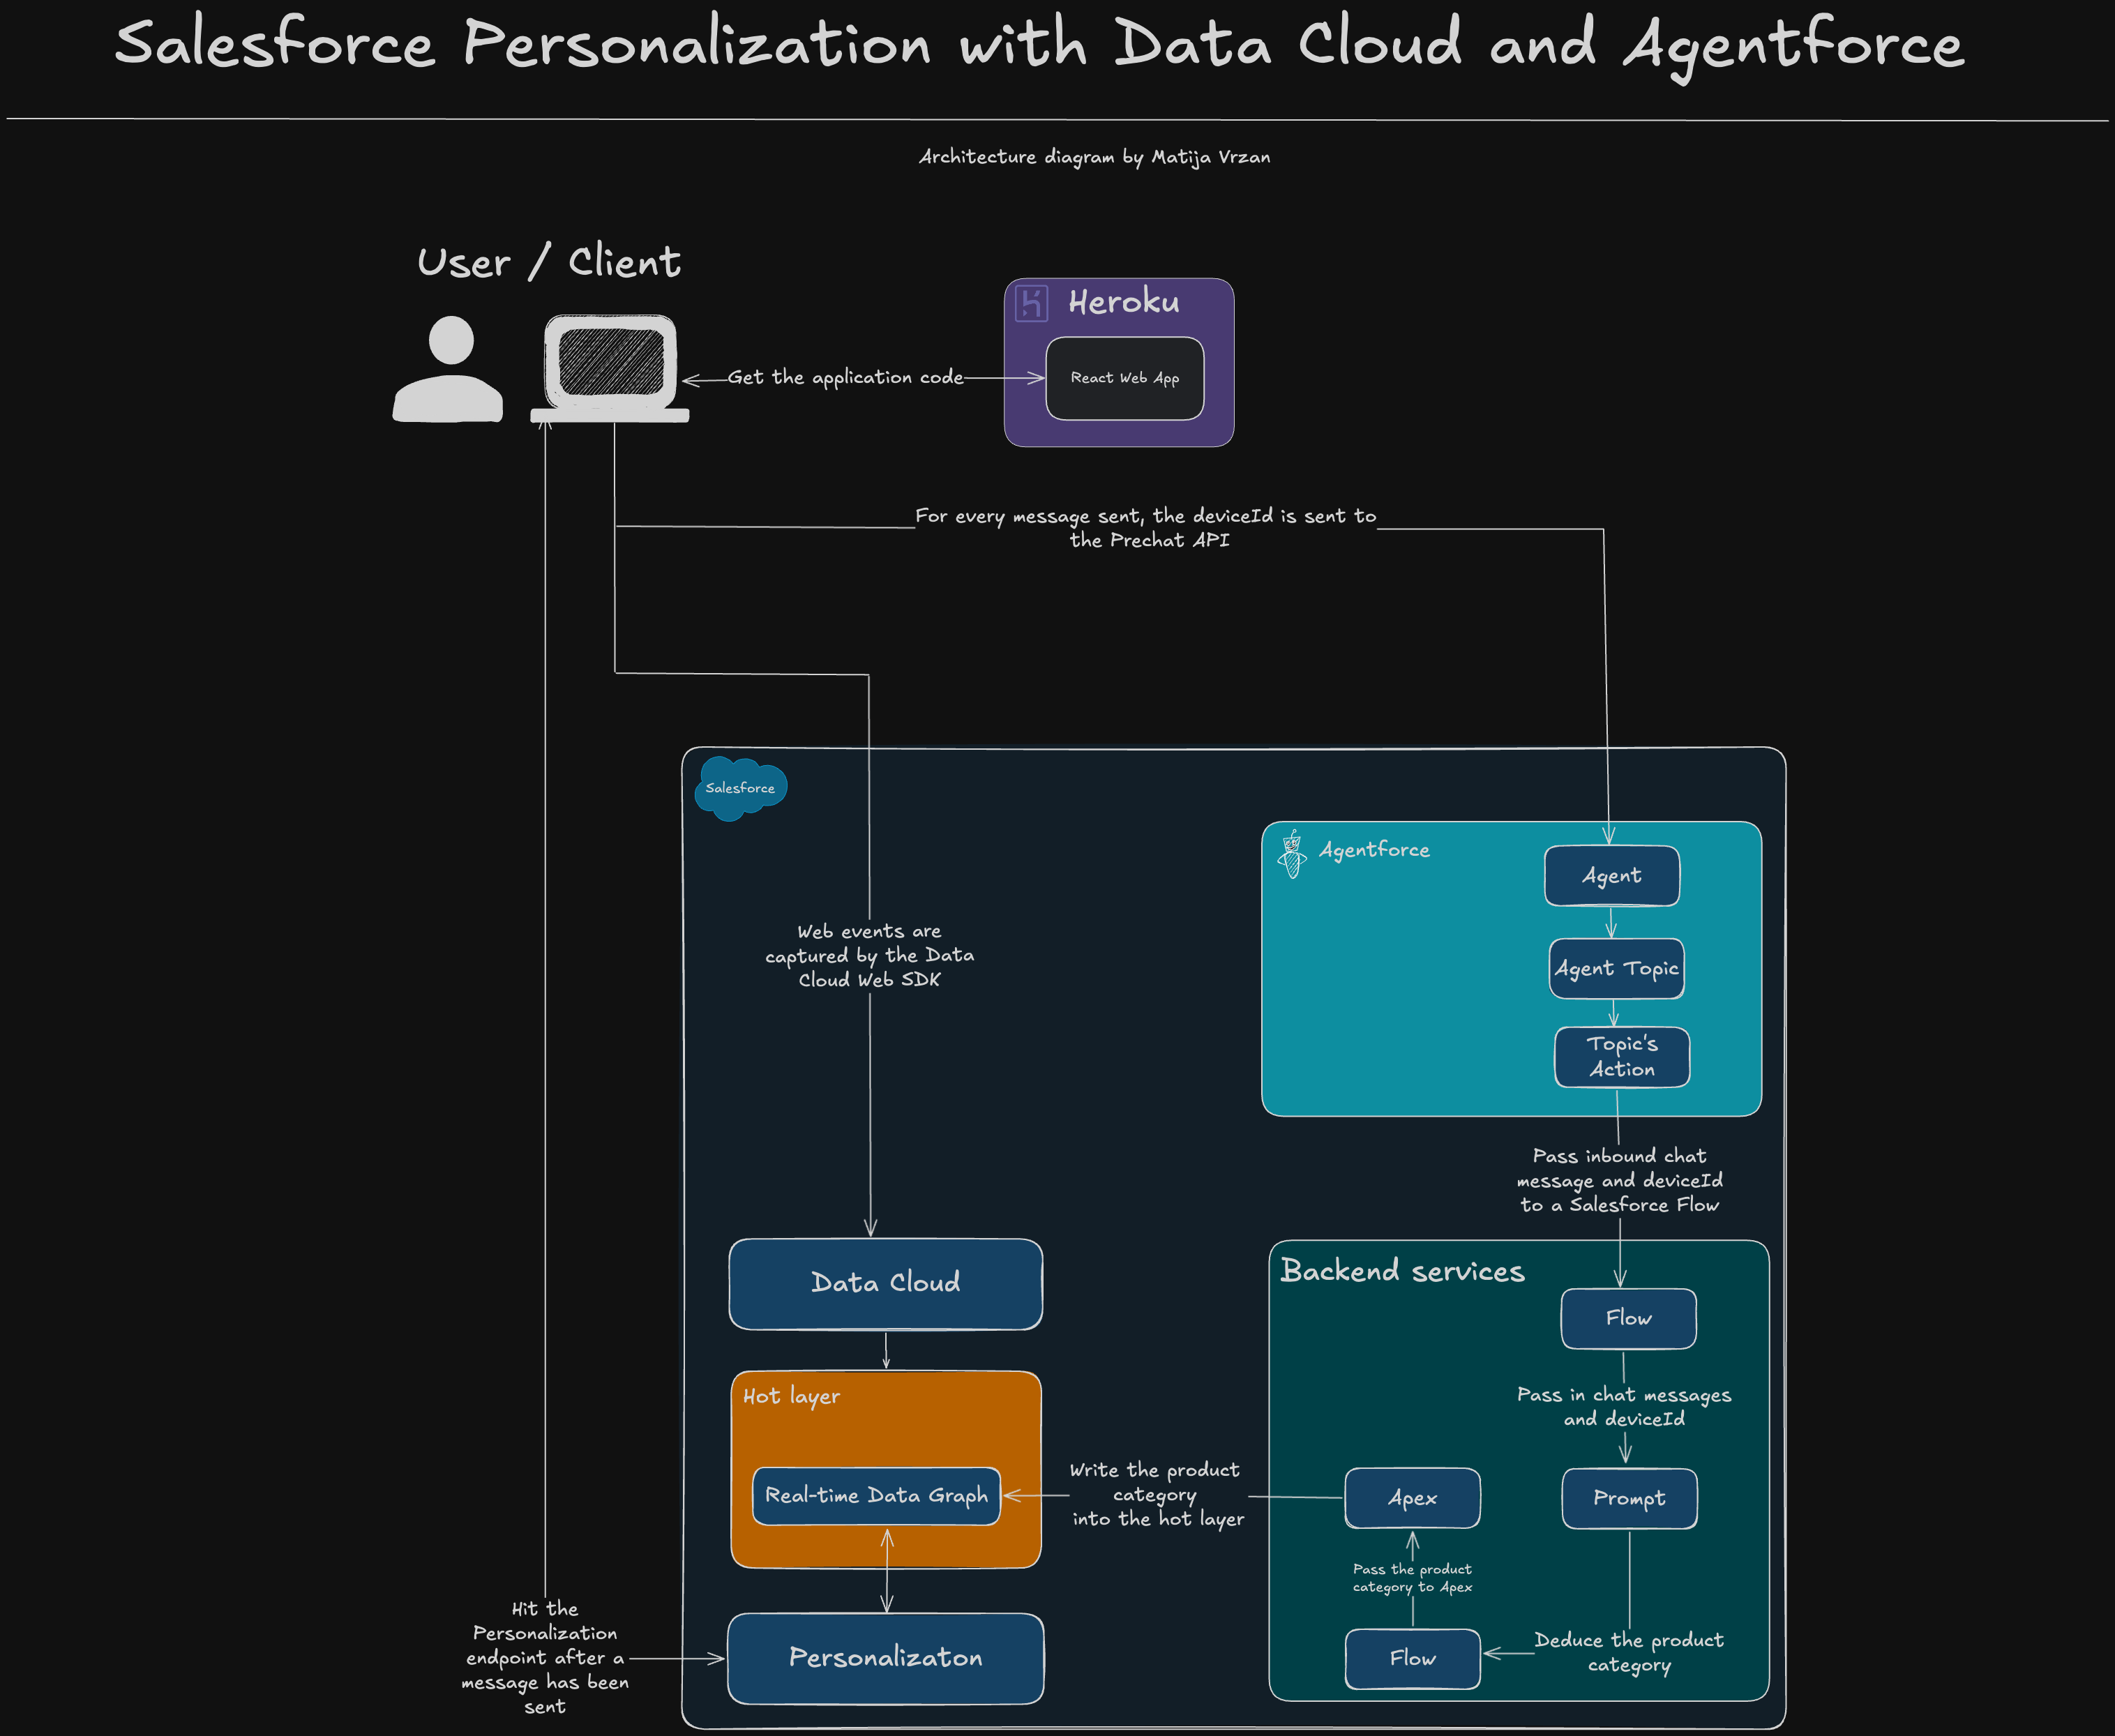 Salesforce Personalization with Data Cloud and Agentforce
Architecture diagram by Matija Vrzan
User / Client
Heroku
React Web App
Get the application code
For every message sent, the deviceId is sent to
the Prechat API
Salesforce
Agentforce
Agent
Agent Topic
Topic's
Action
Web events are
captured by the Data
Cloud Web SDK
Pass inbound chat
message and deviceId
to a Salesforce Flow
Data Cloud
Backend services
Flow
Pass in chat messages
and deviceId
Hot layer
Real-time Data Graph
Write the product
category
into the hot layer
Apex
Prompt
Pass the product
category to Apex
Hit the
Personalization
endpoint after a
message has been
sent
Personalizaton
Flow
Deduce the product
category